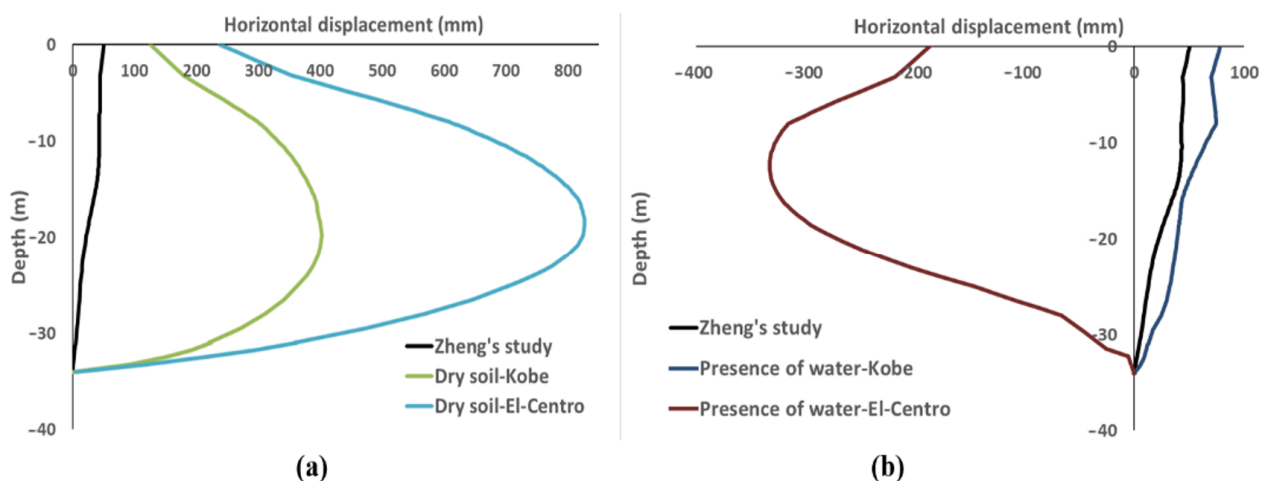 Horizontal displacement (mm)
0
0 100 200 300 400 500 600 700 800
−10
−20
−30
−40
Depth (m)
Zheng's study
Dry soil-Kobe
Dry soil-El-Centro
(a)
Horizontal displacement (mm)
0
−400 −300 −200 −100 0 100
−10
−20
−30
−40
Depth (m)
Zheng's study
Presence of water-Kobe
Presence of water-El-Centro
(b)